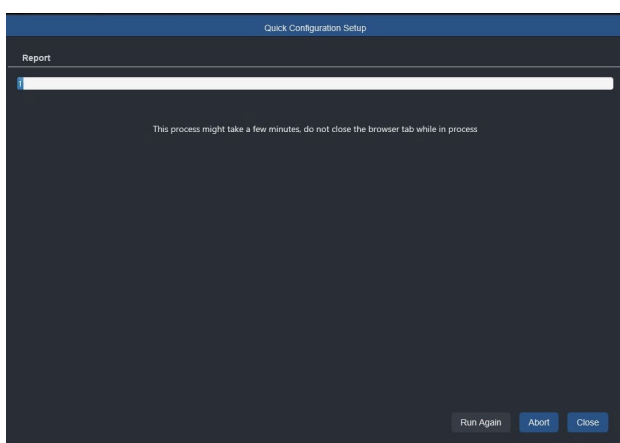 Quick Configuration Setup
Report
1
This process might take a few minutes, do not close the browser tab while in process
Run Again Abort Close